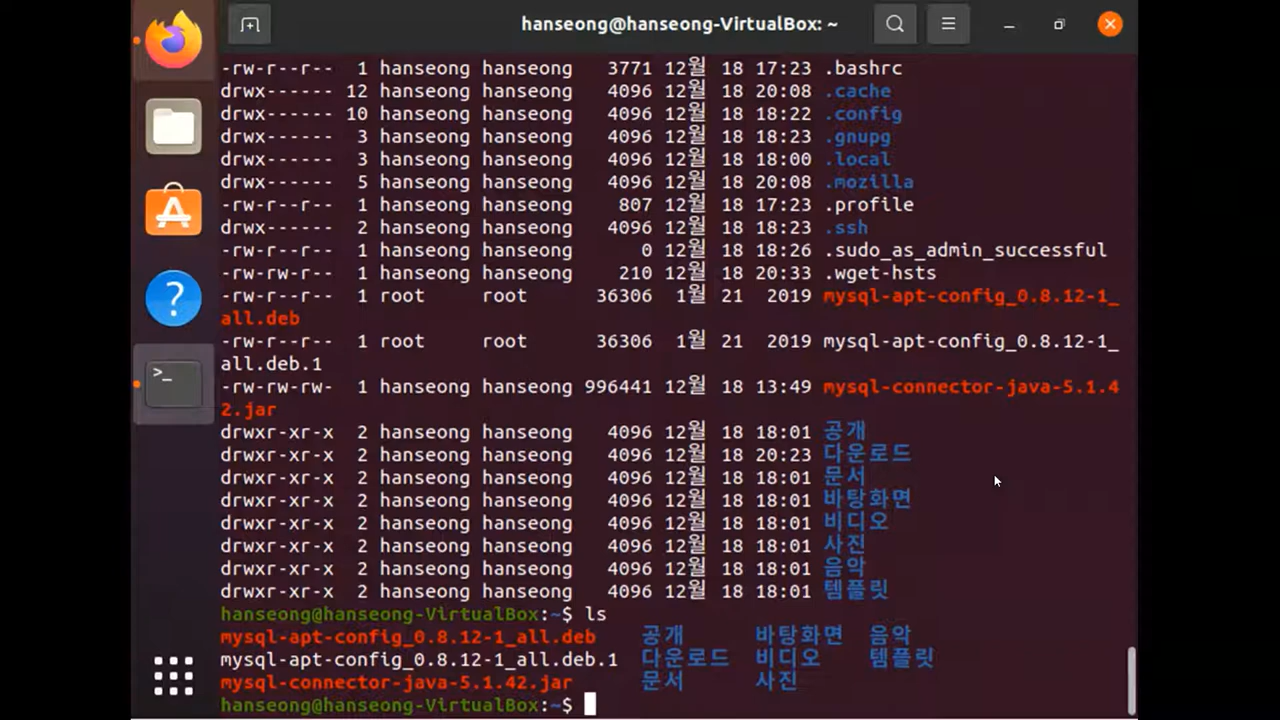 hanseong@hanseong-VirtualBox: ~
-rw-r--r--  1 hanseong hanseong   3771 12월  18 17:23 .bashrc
drwx------ 12 hanseong hanseong   4096 12월  18 20:08 .cache
drwx------ 10 hanseong hanseong   4096 12월  18 18:22 .config
drwx------  3 hanseong hanseong   4096 12월  18 18:23 .gnupg
drwx------  3 hanseong hanseong   4096 12월  18 18:00 .local
drwx------  5 hanseong hanseong   4096 12월  18 20:08 .mozilla
-rw-r--r--  1 hanseong hanseong    807 12월  18 17:23 .profile
drwx------  2 hanseong hanseong   4096 12월  18 18:23 .ssh
-rw-r--r--  1 hanseong hanseong      0 12월  18 18:26 .sudo_as_admin_successful
-rw-rw-r--  1 hanseong hanseong    210 12월  18 20:33 .wget-hsts
-rw-r--r--  1 root     root      36306  1월  21  2019 mysql-apt-config_0.8.12-1_
all.deb
-rw-r--r--  1 root     root      36306  1월  21  2019 mysql-apt-config_0.8.12-1_
all.deb.1
-rw-rw-rw-  1 hanseong hanseong 996441 12월  18 13:49 mysql-connector-java-5.1.4
2.jar
drwxr-xr-x  2 hanseong hanseong   4096 12월  18 18:01 공개
drwxr-xr-x  2 hanseong hanseong   4096 12월  18 20:23 다운로드
drwxr-xr-x  2 hanseong hanseong   4096 12월  18 18:01 문서
drwxr-xr-x  2 hanseong hanseong   4096 12월  18 18:01 바탕화면
drwxr-xr-x  2 hanseong hanseong   4096 12월  18 18:01 비디오
drwxr-xr-x  2 hanseong hanseong   4096 12월  18 18:01 사진
drwxr-xr-x  2 hanseong hanseong   4096 12월  18 18:01 음악
drwxr-xr-x  2 hanseong hanseong   4096 12월  18 18:01 템플릿
hanseong@hanseong-VirtualBox:~$ ls
mysql-apt-config_0.8.12-1_all.deb    공개      바탕화면  음악
mysql-apt-config_0.8.12-1_all.deb.1  다운로드  비디오    템플릿
mysql-connector-java-5.1.42.jar      문서      사진
hanseong@hanseong-VirtualBox:~$